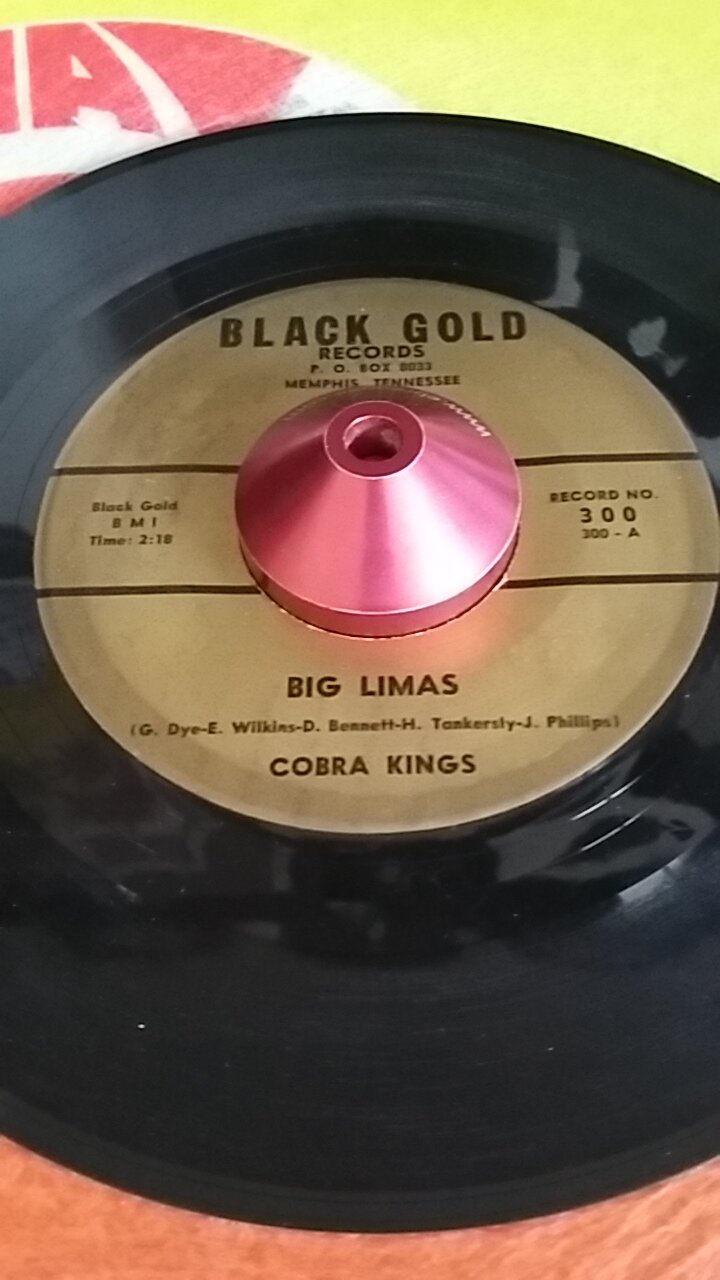 BLACK GOLD
RECORDS
P. O. BOX 8033
MEMPHIS, TENNESSEE
Black Gold
B M I
Time: 2:18
RECORD NO.
300
300 - A
BIG LIMAS
(G. Dye-E. Wilkins-D. Bennett-H. Tankersly-J. Phillips)
COBRA KINGS